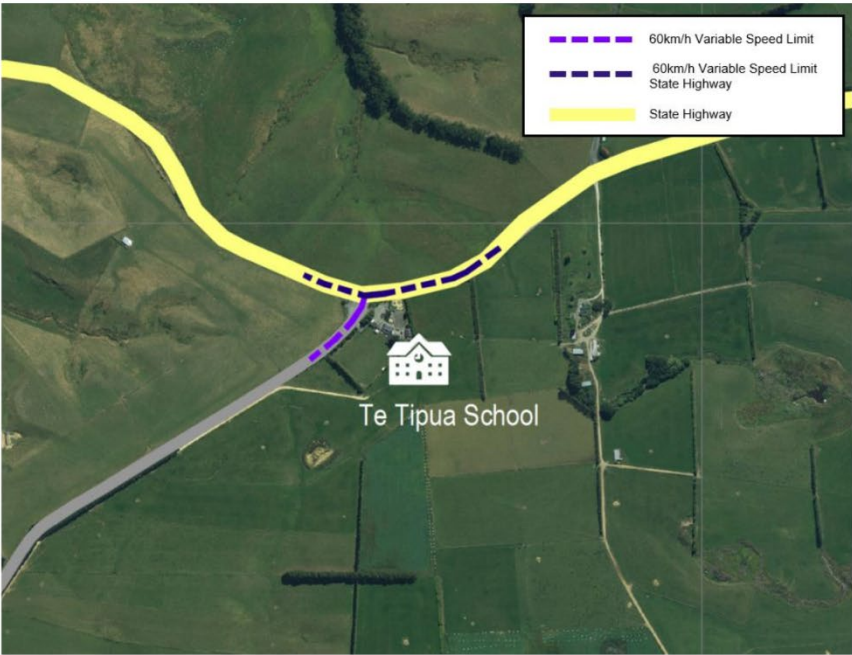 60km/h Variable Speed Limit
60km/h Variable Speed Limit
State Highway
State Highway
Te Tipua School